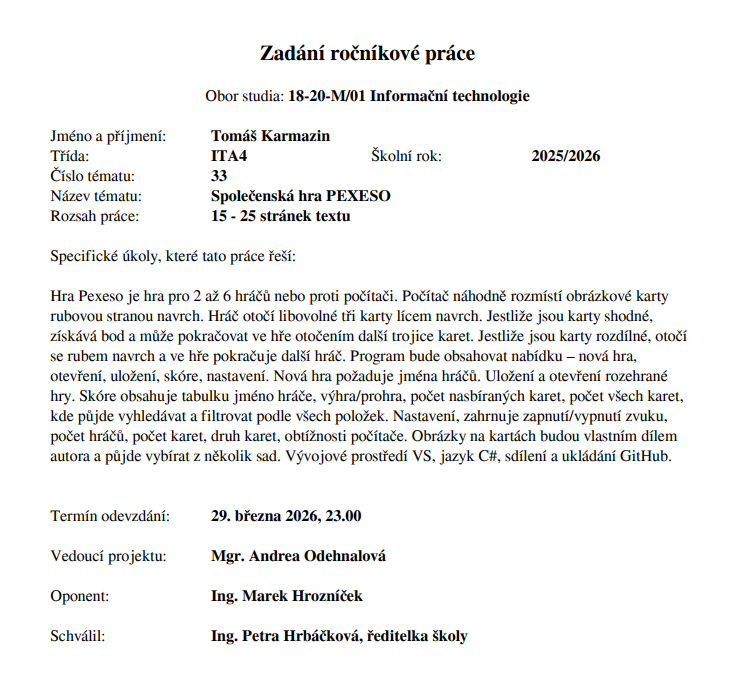 Zadání ročníkové práce
Obor studia: 18-20-M/01 Informační technologie
Jméno a příjmení: Tomáš Karmazin
Třída: ITA4 Školní rok: 2025/2026
Číslo tématu: 33
Název tématu: Společenská hra PEXESO
Rozsah práce: 15 - 25 stránek textu
Specifické úkoly, které tato práce řeší:
Hra Pexeso je hra pro 2 až 6 hráčů nebo proti počítači. Počítač náhodně rozmístí obrázkové karty
rubovou stranou navrch. Hráč otočí libovolné tři karty lícem navrch. Jestliže jsou karty shodné,
získává bod a může pokračovat ve hře otočením další trojice karet. Jestliže jsou karty rozdílné, otočí
se rubem navrch a ve hře pokračuje další hráč. Program bude obsahovat nabídku – nová hra,
otevření, uložení, skóre, nastavení. Nová hra požaduje jména hráčů. Uložení a otevření rozehrané
hry. Skóre obsahuje tabulku jméno hráče, výhra/prohra, počet nasbíraných karet, počet všech karet,
kde půjde vyhledávat a filtrovat podle všech položek. Nastavení, zahrnuje zapnutí/vypnutí zvuku,
počet hráčů, počet karet, druh karet, obtížnosti počítače. Obrázky na kartách budou vlastním dílem
autora a půjde vybírat z několik sad. Vývojové prostředí VS, jazyk C#, sdílení a ukládání GitHub.
Termín odevzdání: 29. března 2026, 23.00
Vedoucí projektu: Mgr. Andrea Odehnalová
Oponent: Ing. Marek Hrozníček
Schválil: Ing. Petra Hrbáčková, ředitelka školy